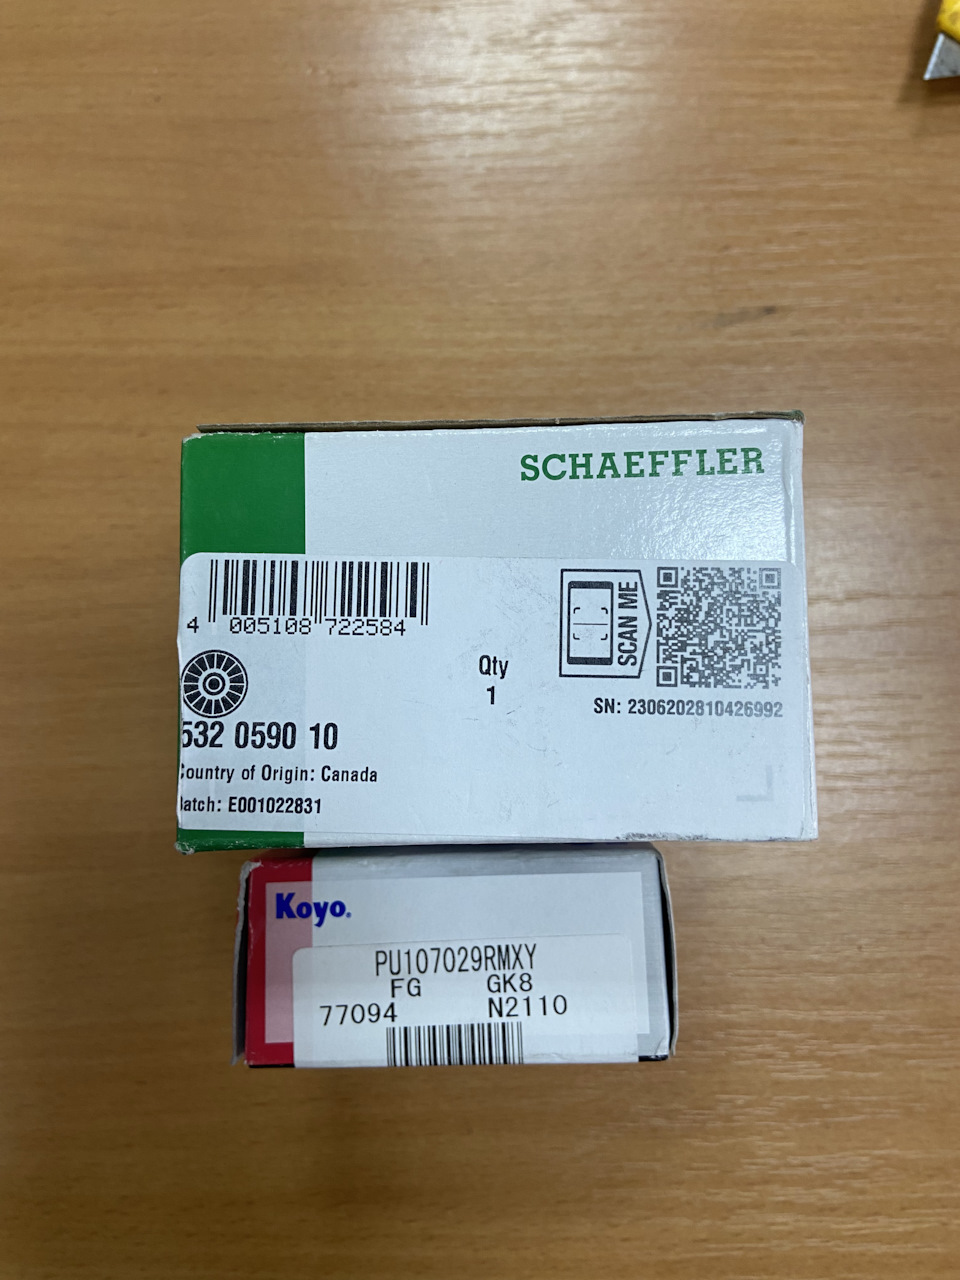 SCHAEFFLER
4 005108 722584
SCAN ME
Qty
1
SN: 2306202810426992
532 0590 10
Country of Origin: Canada
Batch: E001022831
Koyo.
PU107029RMXY
FG GK8
77094 N2110